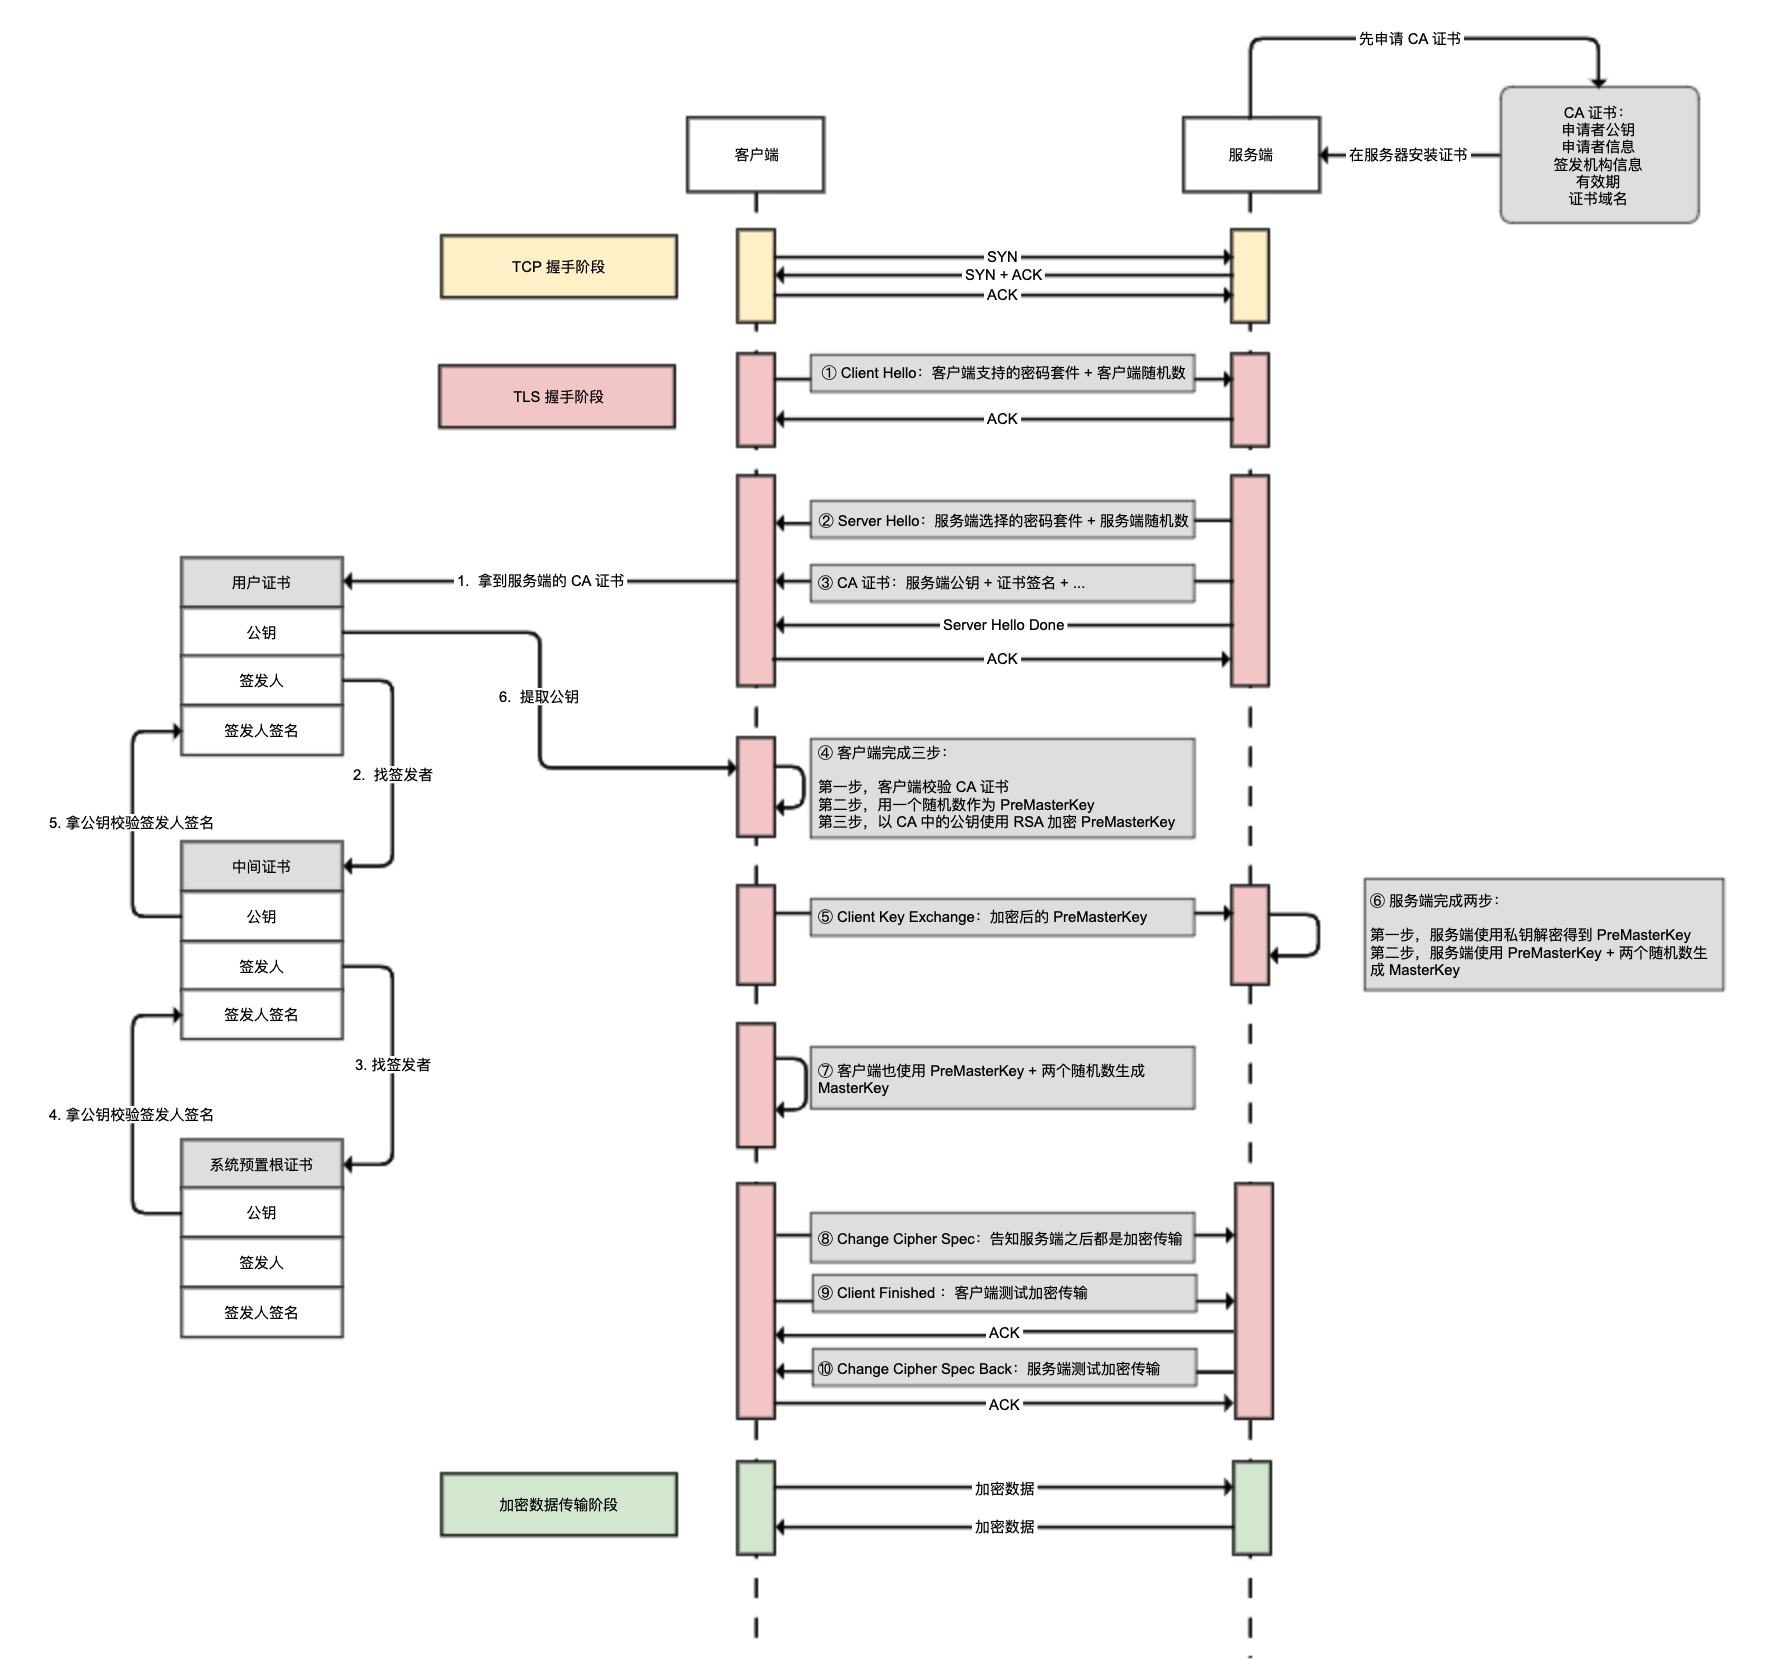 先申请 CA 证书
客户端
服务端
在服务器安装证书
CA 证书：
申请者公钥
申请者信息
签发机构信息
有效期
证书域名
TCP 握手阶段
SYN
SYN + ACK
ACK
TLS 握手阶段
① Client Hello：客户端支持的密码套件 + 客户端随机数
ACK
② Server Hello：服务端选择的密码套件 + 服务端随机数
用户证书
1. 拿到服务端的 CA 证书
③ CA 证书：服务端公钥 + 证书签名 + ...
公钥
Server Hello Done
签发人
ACK
6. 提取公钥
签发人签名
2. 找签发者
④ 客户端完成三步：
第一步，客户端校验 CA 证书
第二步，用一个随机数作为 PreMasterKey
第三步，以 CA 中的公钥使用 RSA 加密 PreMasterKey
5. 拿公钥校验签发人签名
中间证书
公钥
⑤ Client Key Exchange：加密后的 PreMasterKey
⑥ 服务端完成两步：
第一步，服务端使用私钥解密得到 PreMasterKey
第二步，服务端使用 PreMasterKey + 两个随机数生
成 MasterKey
签发人
签发人签名
3. 找签发者
⑦ 客户端也使用 PreMasterKey + 两个随机数生成
MasterKey
4. 拿公钥校验签发人签名
系统预置根证书
公钥
签发人
签发人签名
⑧ Change Cipher Spec：告知服务端之后都是加密传输
⑨ Client Finished ：客户端测试加密传输
ACK
⑩ Change Cipher Spec Back：服务端测试加密传输
ACK
加密数据传输阶段
加密数据
加密数据